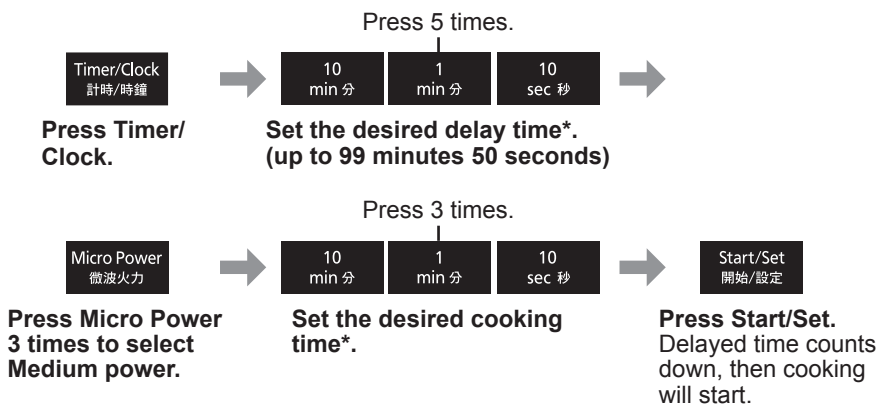 Press 5 times.
Timer/Clock
計時/時鐘
10
min 分
1
min 分
10
sec 秒
Press Timer/
Clock.
Set the desired delay time*.
(up to 99 minutes 50 seconds)
Press 3 times.
Micro Power
微波火力
10
min 分
1
min 分
10
sec 秒
Start/Set
開始/設定
Press Micro Power
3 times to select
Medium power.
Set the desired cooking
time*.
Press Start/Set.
Delayed time counts
down, then cooking
will start.